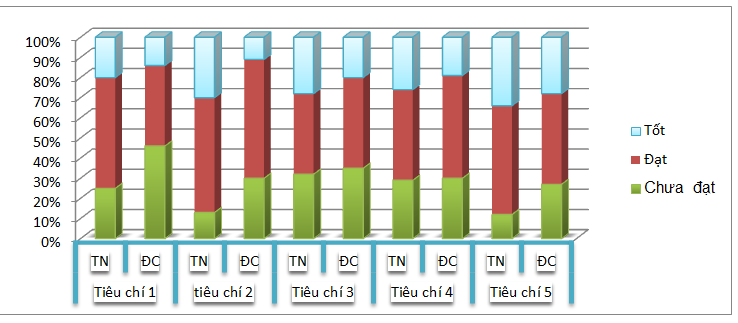 100%
90%
80%
70%
60%
50%
40%
30%
20%
10%
0%
TN ĐC TN ĐC TN ĐC TN ĐC TN ĐC
Tiêu chí 1 tiêu chí 2 Tiêu chí 3 Tiêu chí 4 Tiêu chí 5
Tốt
Đạt
Chưa đạt